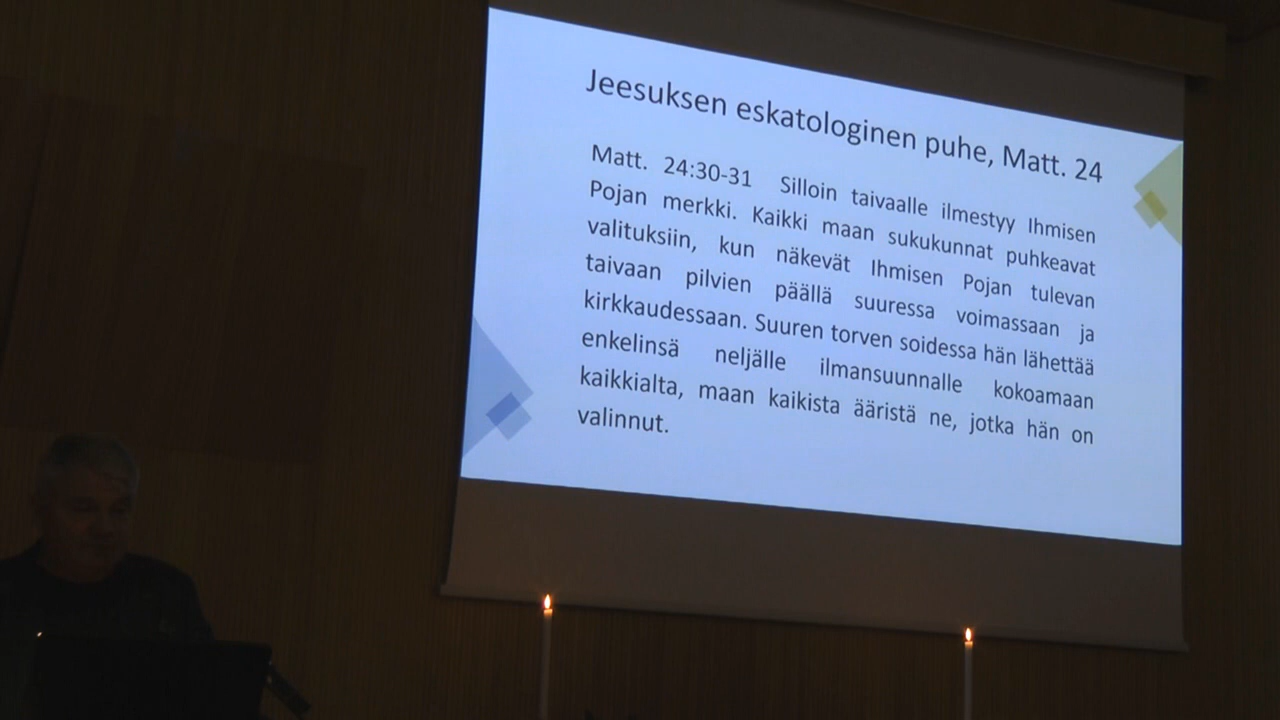 Jeesuksen eskatologinen puhe, Matt. 24
Matt. 24:30-31 Silloin taivaalle ilmestyy Ihmisen
Pojan merkki. Kaikki maan sukukunnat puhkeavat
valituksiin, kun näkevät Ihmisen Pojan tulevan
taivaan pilvien päällä suuressa voimassaan ja
kirkkaudessaan. Suuren torven soidessa hän lähettää
enkelinsä neljälle ilmansuunnalle kokoamaan
kaikkialta, maan kaikista ääristä ne, jotka hän on
valinnut.